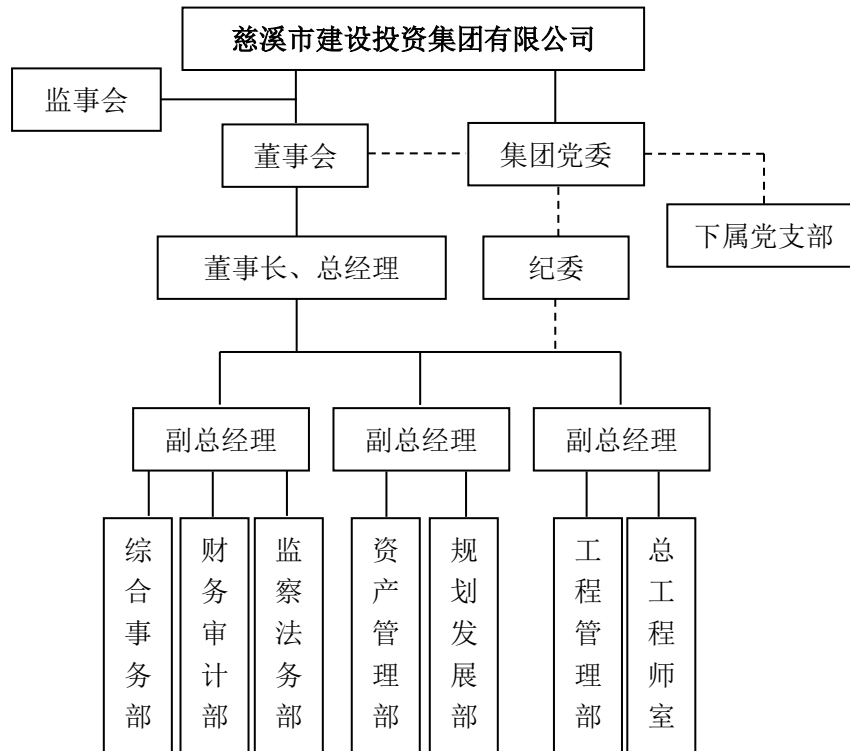 慈溪市建设投资集团有限公司
监事会
董事会
集团党委
下属党支部
董事长、总经理
纪委
副总经理
副总经理
副总经理
综合事务部
财务审计部
监察法务部
资产管理部
规划发展部
工程管理部
总工程师室